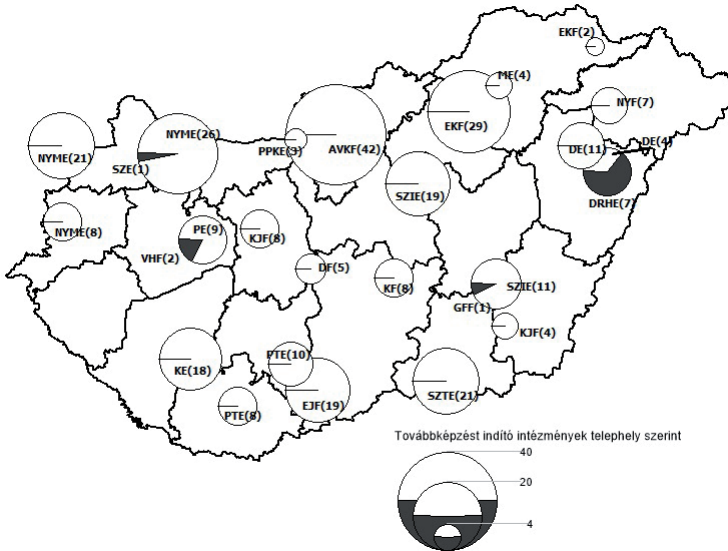 EKF(2)
ME(4)
NYF(7)
NYME(26)
EKF(29)
DE(4)
PPKE(3)
AVKF(42)
DE(11)
NYME(21)
SZE(1)
SZIE(19)
DRHE(7)
PE(9)
NYME(8)
KJF(8)
VHF(2)
DF(5)
KF(8)
SZIE(11)
GFF(1)
KJF(4)
PTE(10)
KE(18)
SZTE(21)
PTE(8)
EJF(19)
Továbbképzést indító intézmények telephely szerint
40
20
4